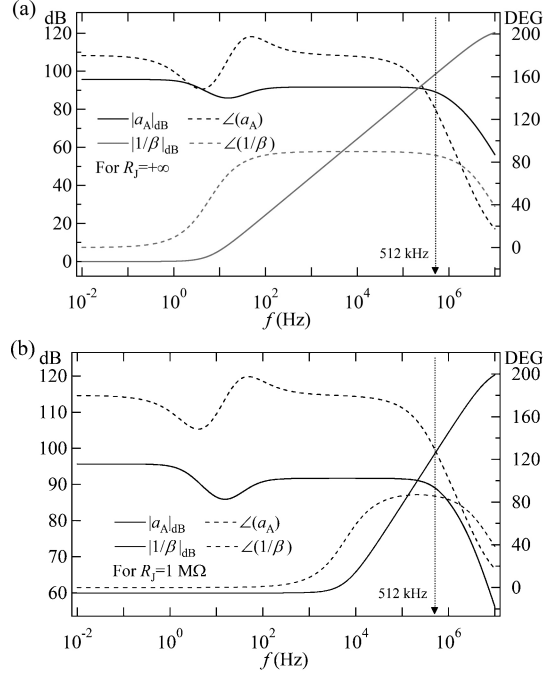 (a)
dB
DEG
120
100
80
60
40
20
0
200
160
120
80
40
0
|aA|dB
∠(aA)
|1/β|dB
∠(1/β)
For RJ=+∞
512 kHz
10-2
100
102
104
106
f (Hz)
(b)
dB
DEG
120
110
100
90
80
70
60
200
160
120
80
40
0
|aA|dB
∠(aA)
|1/β|dB
∠(1/β)
For RJ=1 MΩ
512 kHz
10-2
100
102
104
106
f (Hz)